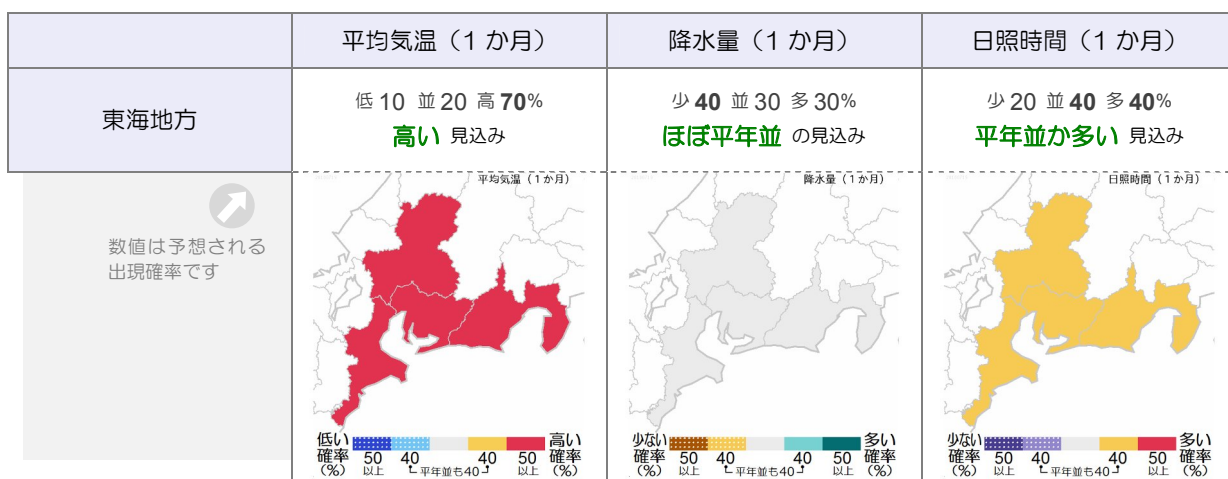 平均気温（1 か月） 降水量（1 か月） 日照時間（1 か月）
東海地方
低 10 並 20 高 70%
高い 見込み
少 40 並 30 多 30%
ほぼ平年並 の見込み
少 20 並 40 多 40%
平年並か多い 見込み
数値は予想される
出現確率です
平均気温（1か月）
低い
確率
(%)
50
以上
40
平年並も40
40
50
以上
高い
確率
(%)
降水量（1か月）
少ない
確率
(%)
50
以上
40
平年並も40
40
50
以上
多い
確率
(%)
日照時間（1か月）
少ない
確率
(%)
50
以上
40
平年並も40
40
50
以上
多い
確率
(%)